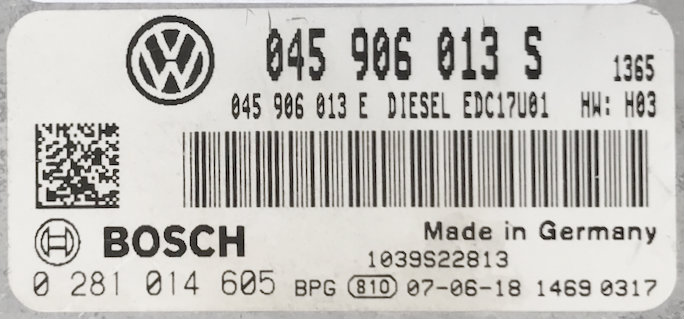 045 906 013 S 1365
045 906 013 E DIESEL EDC17U01 HW: H03
BOSCH Made in Germany
1039S22813
0 281 014 605 BPG 810 07-06-18 1469 0317